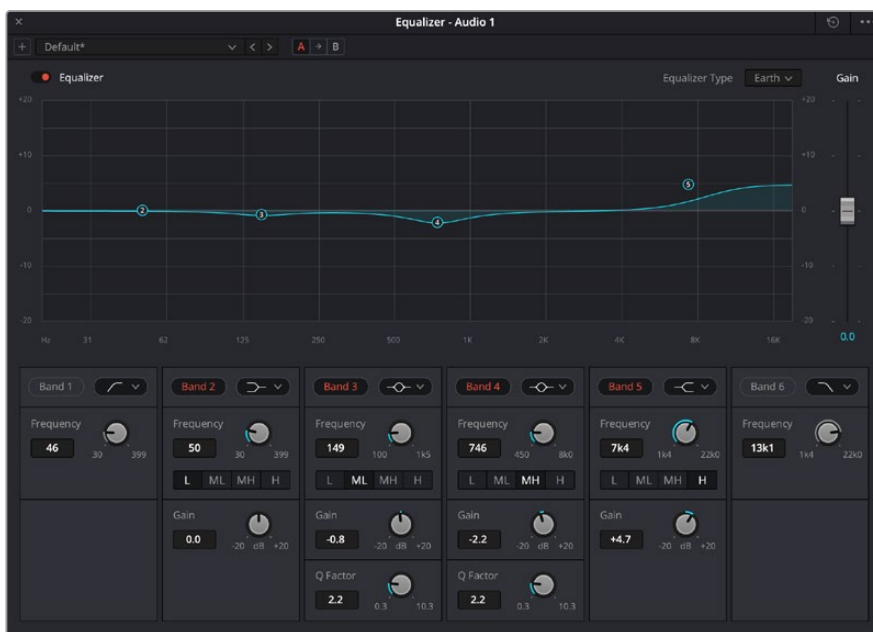 Equalizer - Audio 1
Default*
A B
Equalizer
Equalizer Type Earth Gain
+20 +20
+10 +10
0 0
-10 -10
-20 -20
Hz 31 62 125 250 500 1K 2K 4K 8K 16K 0.0
2 3 4 5
Band 1 Band 2 Band 3 Band 4 Band 5 Band 6
Frequency Frequency Frequency Frequency Frequency Frequency
46 30 399 50 30 399 149 100 1k5 746 450 8k0 7k4 1k4 22k0 13k1 1k4 22k0
L ML MH H L ML MH H L ML MH H L ML MH H
Gain Gain Gain Gain
0.0 -20 dB +20 -0.8 -20 dB +20 -2.2 -20 dB +20 +4.7 -20 dB +20
Q Factor Q Factor
2.2 0.3 10.3 2.2 0.3 10.3